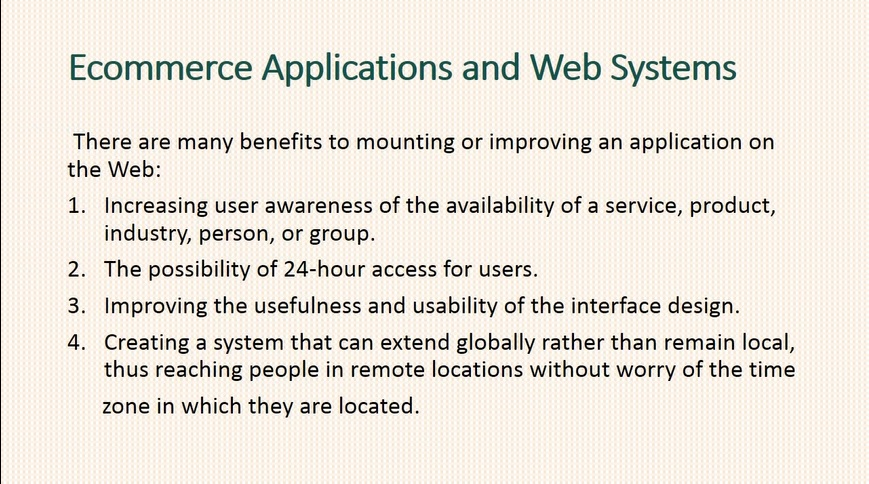 Ecommerce Applications and Web Systems
There are many benefits to mounting or improving an application on
the Web:
1. Increasing user awareness of the availability of a service, product,
industry, person, or group.
2. The possibility of 24-hour access for users.
3. Improving the usefulness and usability of the interface design.
4. Creating a system that can extend globally rather than remain local,
thus reaching people in remote locations without worry of the time
zone in which they are located.